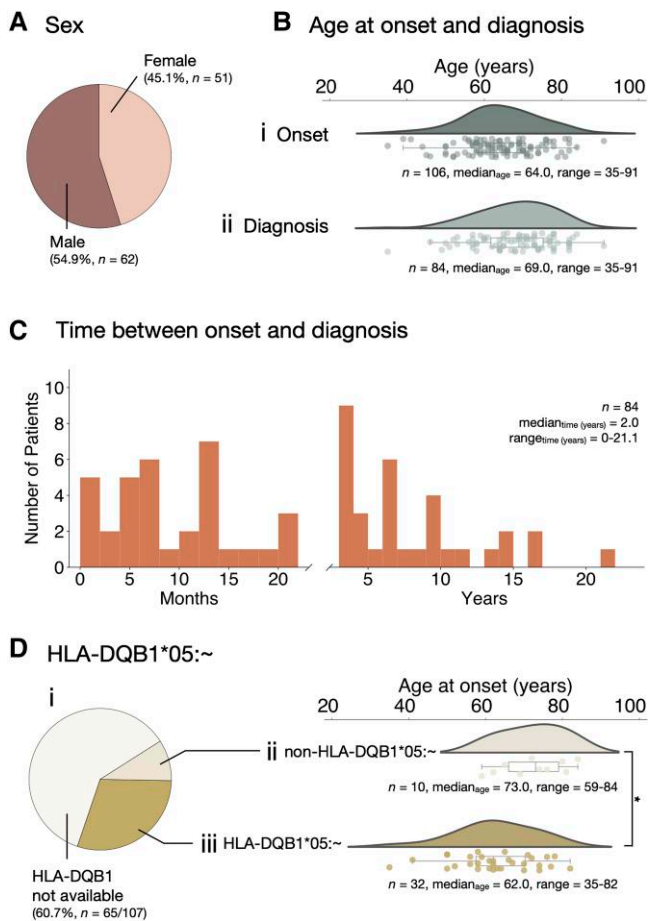 A Sex
Female
(45.1%, n = 51)
Male
(54.9%, n = 62)
B Age at onset and diagnosis
Age (years)
20 40 60 80 100
i Onset
n = 106, medianage = 64.0, range = 35-91
ii Diagnosis
n = 84, medianage = 69.0, range = 35-91
C Time between onset and diagnosis
Number of Patients
10
8
6
4
2
0
n = 84
mediantime (years) = 2.0
rangetime (years) = 0-21.1
0 5 10 15 20
Months
5 10 15 20
Years
D HLA-DQB1*05:~
i
HLA-DQB1
not available
(60.7%, n = 65/107)
Age at onset (years)
20 40 60 80 100
ii non-HLA-DQB1*05:~
n = 10, medianage = 73.0, range = 59-84
*
iii HLA-DQB1*05:~
n = 32, medianage = 62.0, range = 35-82